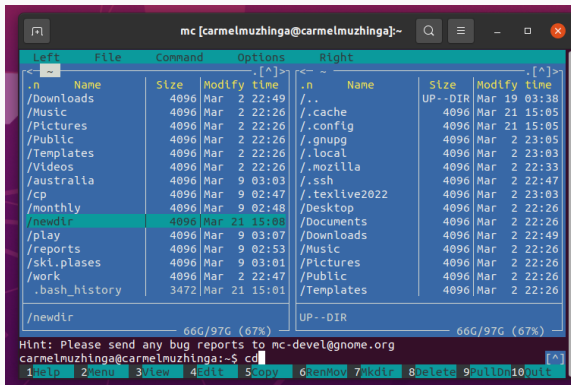 mc [carmelmuzhinga@carmelmuzhinga]:~
Left File Command Options Right
<─ ~ .[^]> <─ ~ .[^]>
.n Name Size Modify time .n Name Size Modify time
/Downloads 4096 Mar 2 22:49 /.. UP--DIR Mar 19 03:38
/Music 4096 Mar 2 22:26 /.cache 4096 Mar 21 15:05
/Pictures 4096 Mar 2 22:26 /.config 4096 Mar 21 15:05
/Public 4096 Mar 2 22:26 /.gnupg 4096 Mar 2 23:05
/Templates 4096 Mar 2 22:26 /.local 4096 Mar 2 23:03
/Videos 4096 Mar 2 22:26 /.mozilla 4096 Mar 2 22:33
/australia 4096 Mar 9 03:03 /.ssh 4096 Mar 2 22:47
/cp 4096 Mar 9 02:47 /.texlive2022 4096 Mar 2 23:03
/monthly 4096 Mar 9 02:48 /Desktop 4096 Mar 2 22:26
/newdir 4096 Mar 21 15:08 /Documents 4096 Mar 2 22:26
/play 4096 Mar 9 03:07 /Downloads 4096 Mar 2 22:49
/reports 4096 Mar 9 02:53 /Music 4096 Mar 2 22:26
/ski.plases 4096 Mar 9 03:01 /Pictures 4096 Mar 2 22:26
/work 4096 Mar 2 22:47 /Public 4096 Mar 2 22:26
.bash_history 3472 Mar 21 15:01 /Templates 4096 Mar 2 22:26
/newdir UP--DIR
66G/97G (67%) 66G/97G (67%)
Hint: Please send any bug reports to mc-devel@gnome.org
carmelmuzhinga@carmelmuzhinga:~$ cd [^]
1Help 2Menu 3View 4Edit 5Copy 6RenMov 7Mkdir 8Delete 9PullDn 10Quit